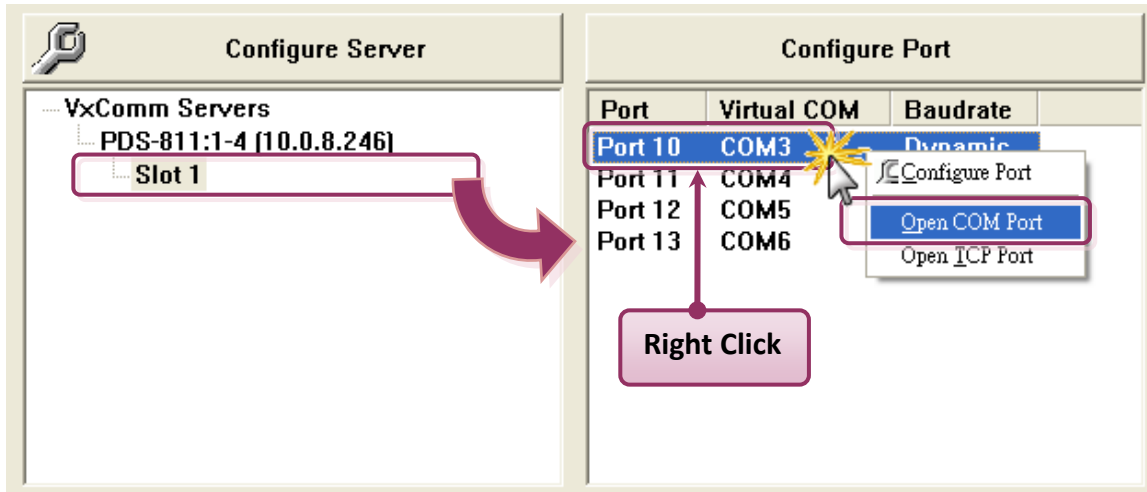 Configure Server
VxComm Servers
PDS-811:1-4 (10.0.8.246)
Slot 1
Configure Port
Port Virtual COM Baudrate
Port 10 COM3 Dynamic
Port 11 COM4
Port 12 COM5
Port 13 COM6
Configure Port
Open COM Port
Open TCP Port
Right Click